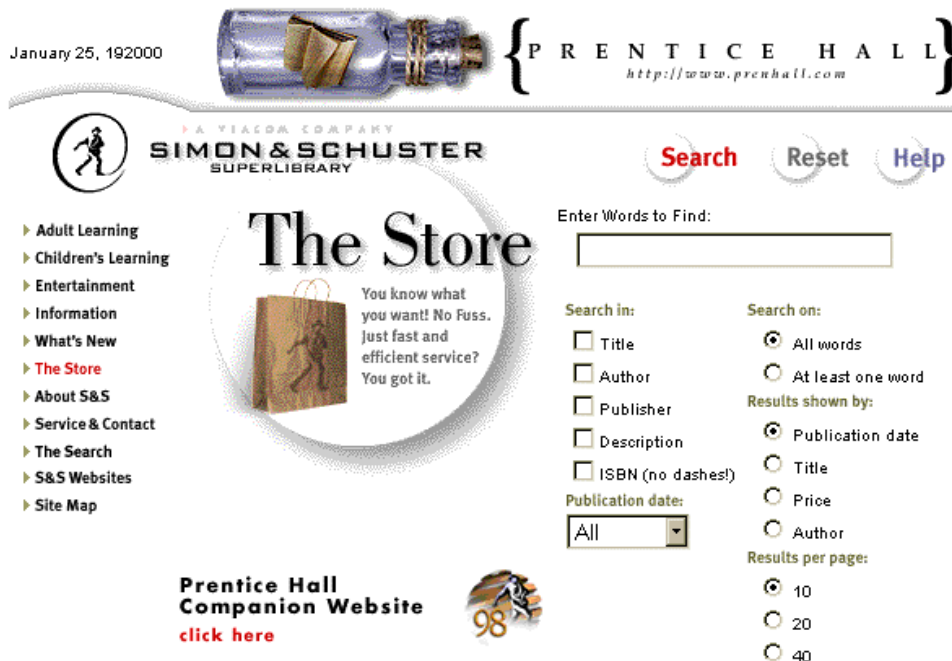 January 25, 192000
{PRENTICE HALL}
http://www.prenhall.com
A VIACOM COMPANY
SIMON & SCHUSTER
SUPERLIBRARY
Search Reset Help
Adult Learning
Children's Learning
Entertainment
Information
What's New
The Store
About S&S
Service & Contact
The Search
S&S Websites
Site Map
The Store
You know what
you want! No Fuss.
Just fast and
efficient service?
You got it.
Enter Words to Find:
Search in:
Title
Author
Publisher
Description
ISBN (no dashes!)
Publication date:
All
Search on:
All words
At least one word
Results shown by:
Publication date
Title
Price
Author
Results per page:
10
20
40
Prentice Hall
Companion Website
click here
98